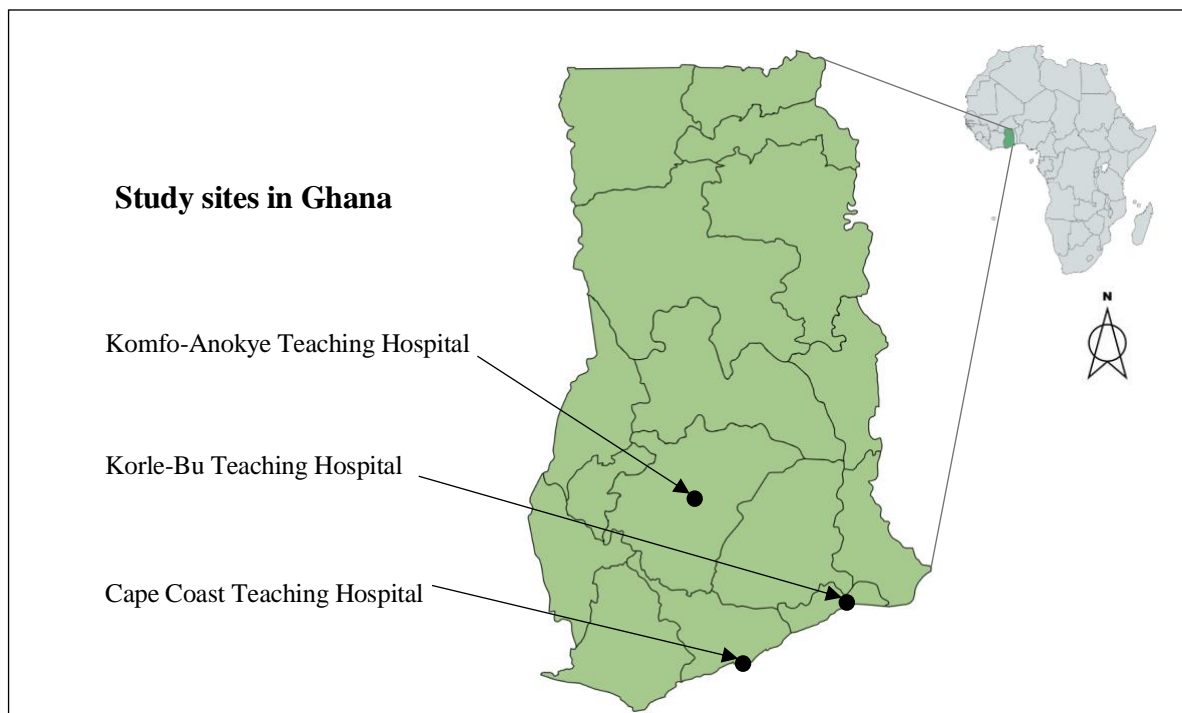 N
Study sites in Ghana
Komfo-Anokye Teaching Hospital
Korle-Bu Teaching Hospital
Cape Coast Teaching Hospital